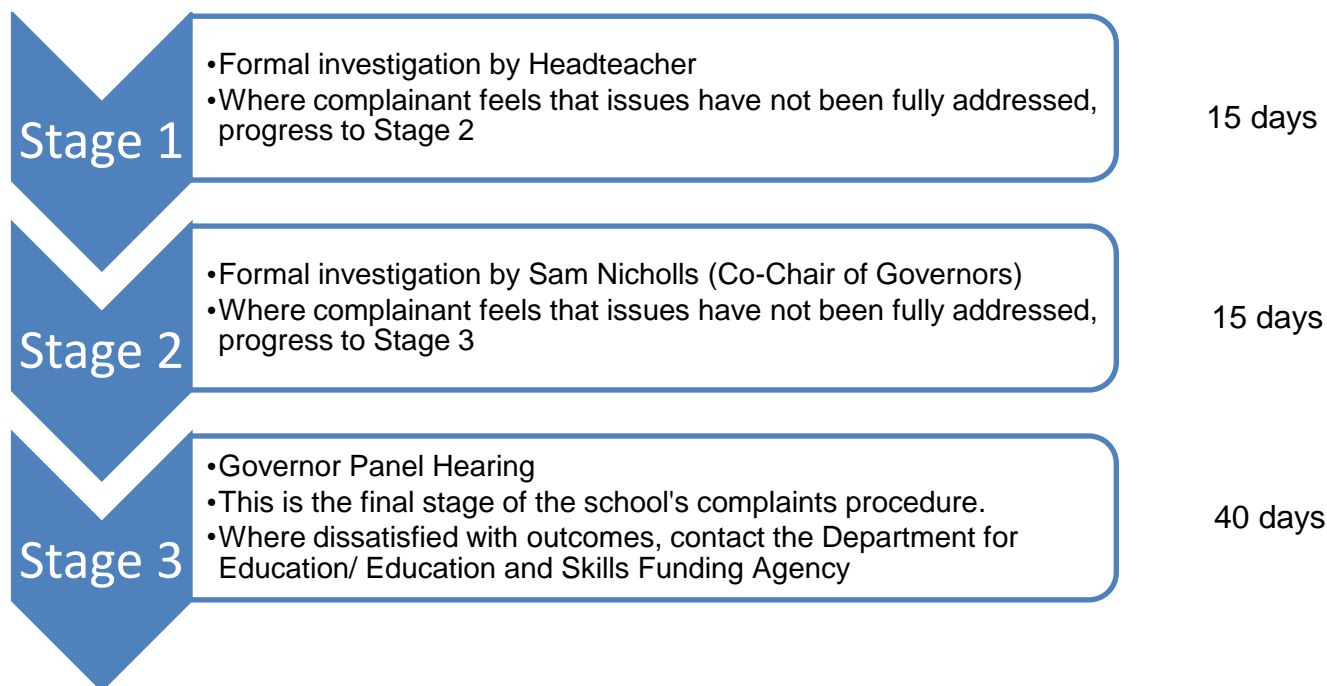 Stage 1
•Formal investigation by Headteacher
•Where complainant feels that issues have not been fully addressed,
progress to Stage 2
15 days
Stage 2
•Formal investigation by Sam Nicholls (Co-Chair of Governors)
•Where complainant feels that issues have not been fully addressed,
progress to Stage 3
15 days
Stage 3
•Governor Panel Hearing
•This is the final stage of the school's complaints procedure.
•Where dissatisfied with outcomes, contact the Department for
Education/ Education and Skills Funding Agency
40 days